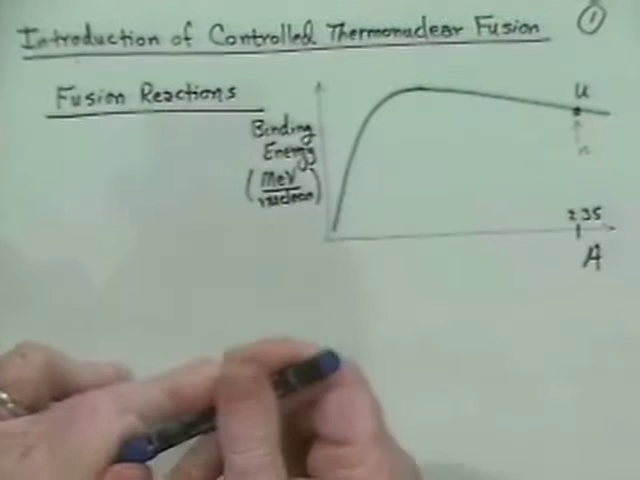 Introduction of Controlled Thermonuclear Fusion
1
Fusion Reactions
Binding
Energy
(MeV
nucleon)
U
n
235
A